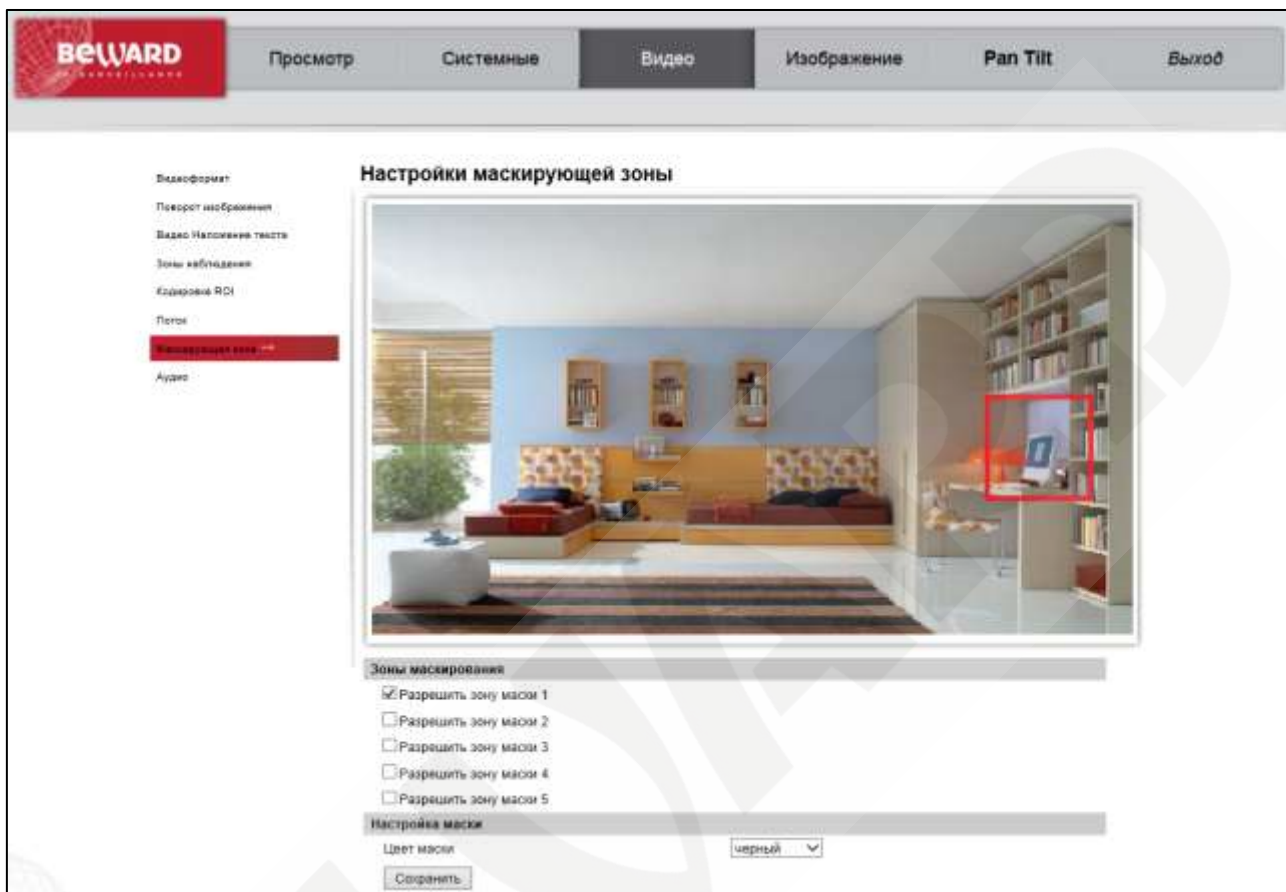 BEWARD
Просмотр
Системные
Видео
Изображение
Pan Tilt
Выход
Видеоформат
Поворот изображения
Видео Наложение текста
Зоны наблюдения
Кодировка ROI
Поток
Маскирующая зона
Аудио
Настройки маскирующей зоны
Зоны маскирования
Разрешить зону маски 1
Разрешить зону маски 2
Разрешить зону маски 3
Разрешить зону маски 4
Разрешить зону маски 5
Настройка маски
Цвет маски
черный
Сохранить